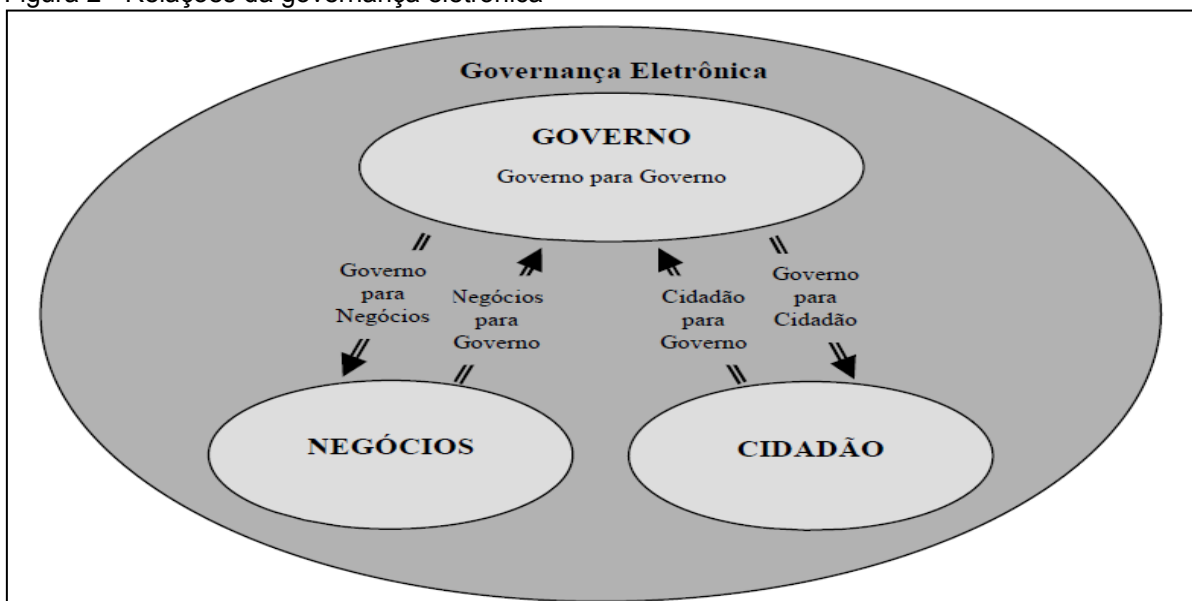 Figura 2 - Relações da governança eletrônica
Governança Eletrônica
GOVERNO
Governo para Governo
Governo
para
Negócios
Negócios
para
Governo
Cidadão
para
Governo
Governo
para
Cidadão
NEGÓCIOS
CIDADÃO